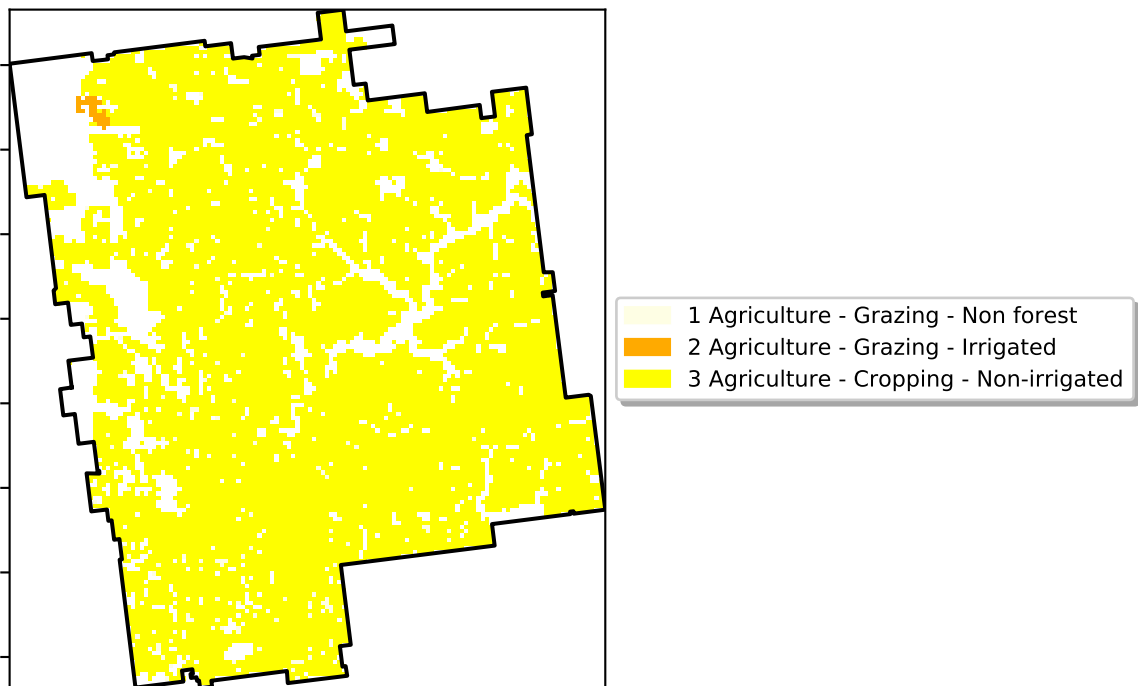 1 Agriculture - Grazing - Non forest
2 Agriculture - Grazing - Irrigated
3 Agriculture - Cropping - Non-irrigated